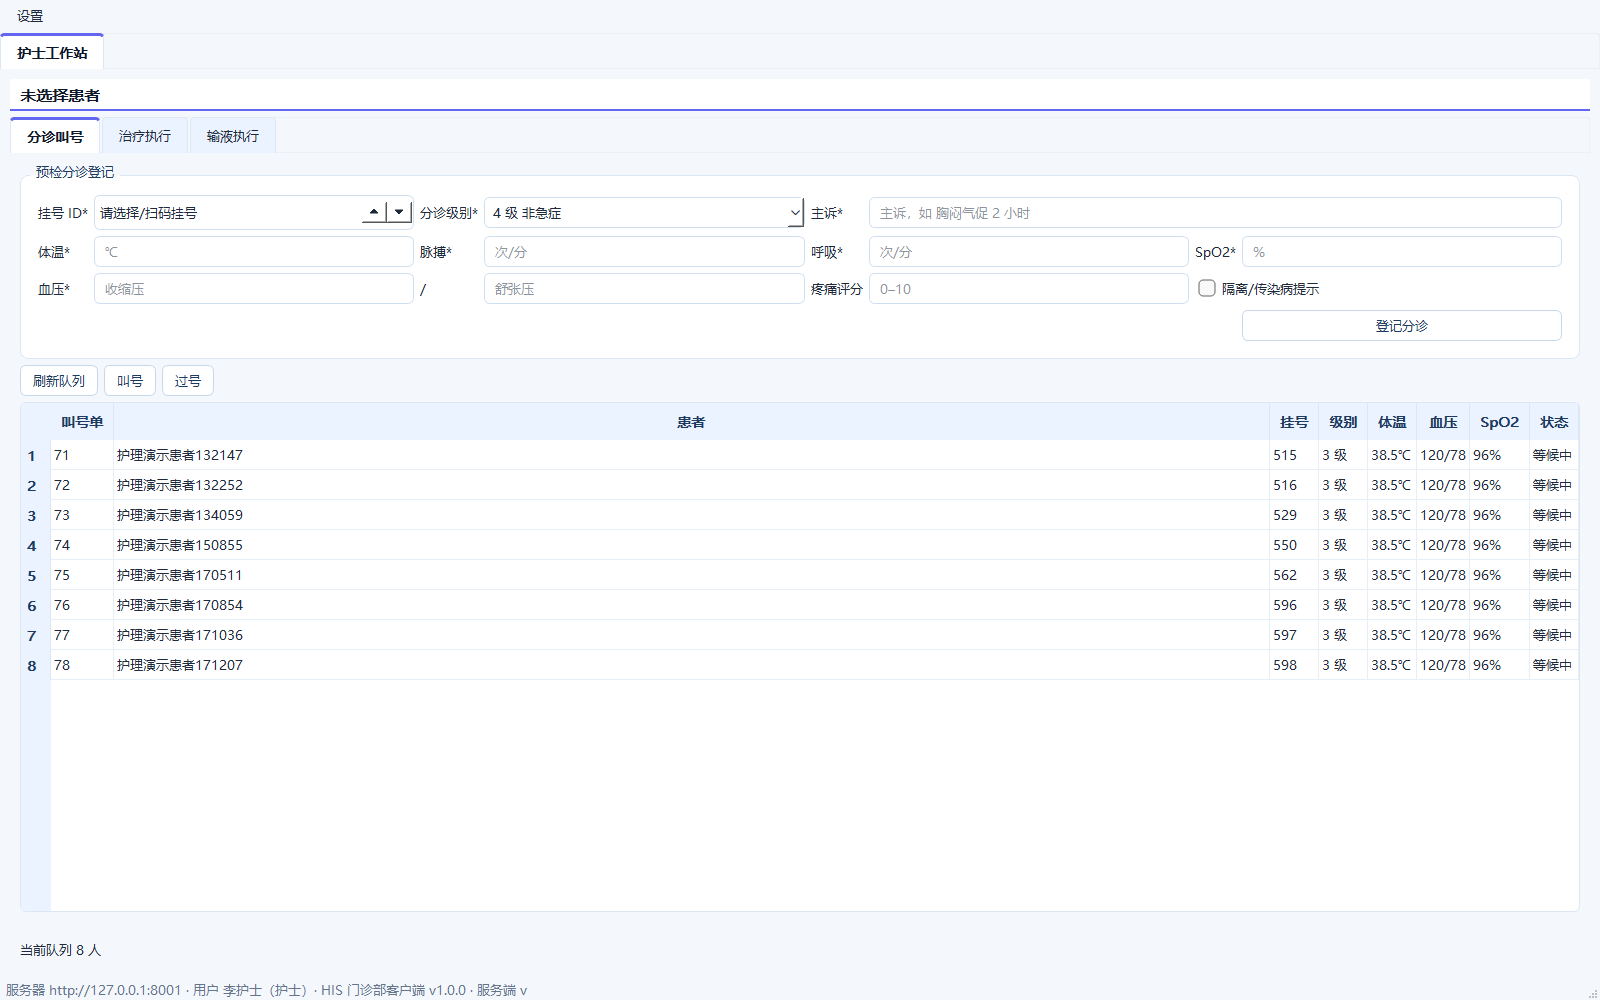 设置
护士工作站
未选择患者
分诊叫号 治疗执行 输液执行
预检分诊登记
挂号 ID* 请选择/扫码挂号 分诊级别* 4 级 非急症 主诉* 主诉，如 胸闷气促 2 小时
体温* ℃ 脉搏* 次/分 呼吸* 次/分 SpO2* %
血压* 收缩压 / 舒张压 疼痛评分 0–10 隔离/传染病提示
登记分诊
刷新队列 叫号 过号
叫号单 患者 挂号 级别 体温 血压 SpO2 状态
1 71 护理演示患者132147 515 3 级 38.5℃ 120/78 96% 等候中
2 72 护理演示患者132252 516 3 级 38.5℃ 120/78 96% 等候中
3 73 护理演示患者134059 529 3 级 38.5℃ 120/78 96% 等候中
4 74 护理演示患者150855 550 3 级 38.5℃ 120/78 96% 等候中
5 75 护理演示患者170511 562 3 级 38.5℃ 120/78 96% 等候中
6 76 护理演示患者170854 596 3 级 38.5℃ 120/78 96% 等候中
7 77 护理演示患者171036 597 3 级 38.5℃ 120/78 96% 等候中
8 78 护理演示患者171207 598 3 级 38.5℃ 120/78 96% 等候中
当前队列 8 人
服务器 http://127.0.0.1:8001 · 用户 李护士（护士） · HIS 门诊部客户端 v1.0.0 · 服务端 v